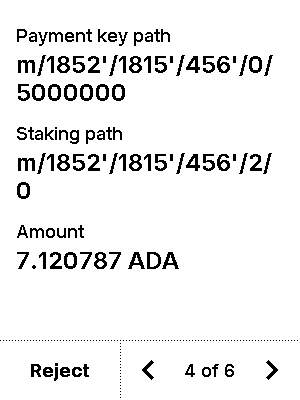 Payment key path
m/1852'/1815'/456'/0/
5000000
Staking path
m/1852'/1815'/456'/2/
0
Amount
7.120787 ADA
Reject
4 of 6